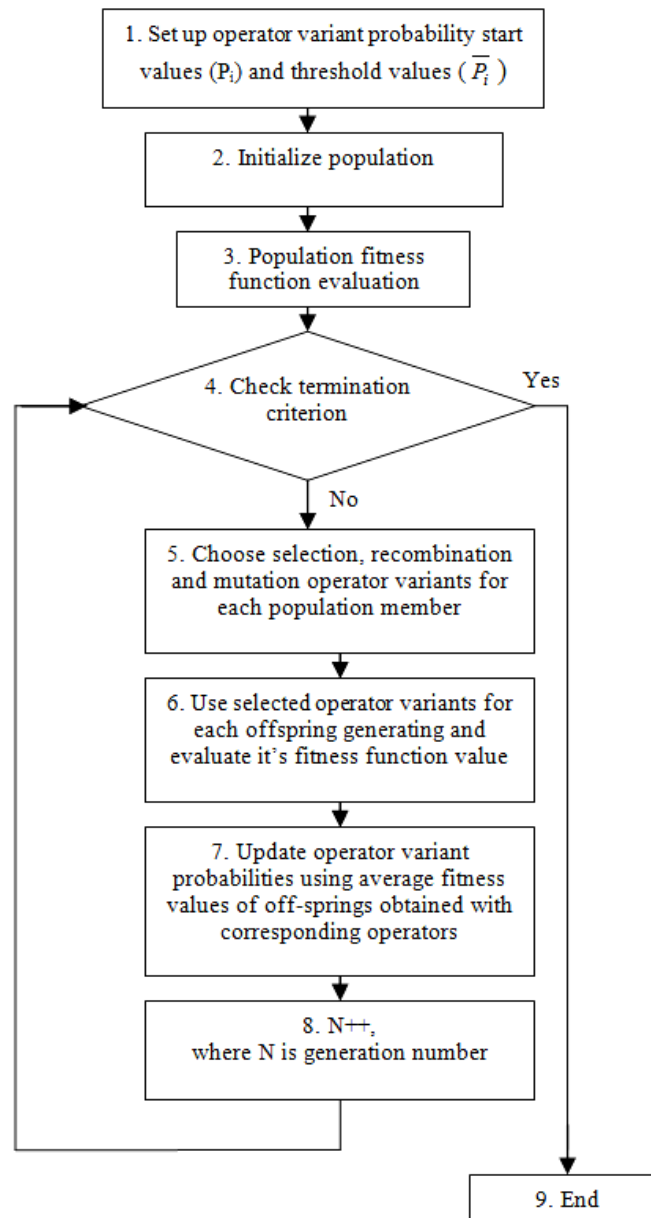 1. Set up operator variant probability start
values (Pi) and threshold values ( P̅i )
2. Initialize population
3. Population fitness
function evaluation
4. Check termination
criterion
Yes
No
5. Choose selection, recombination
and mutation operator variants for
each population member
6. Use selected operator variants for
each offspring generating and
evaluate it’s fitness function value
7. Update operator variant
probabilities using average fitness
values of off-springs obtained with
corresponding operators
8. N++,
where N is generation number
9. End